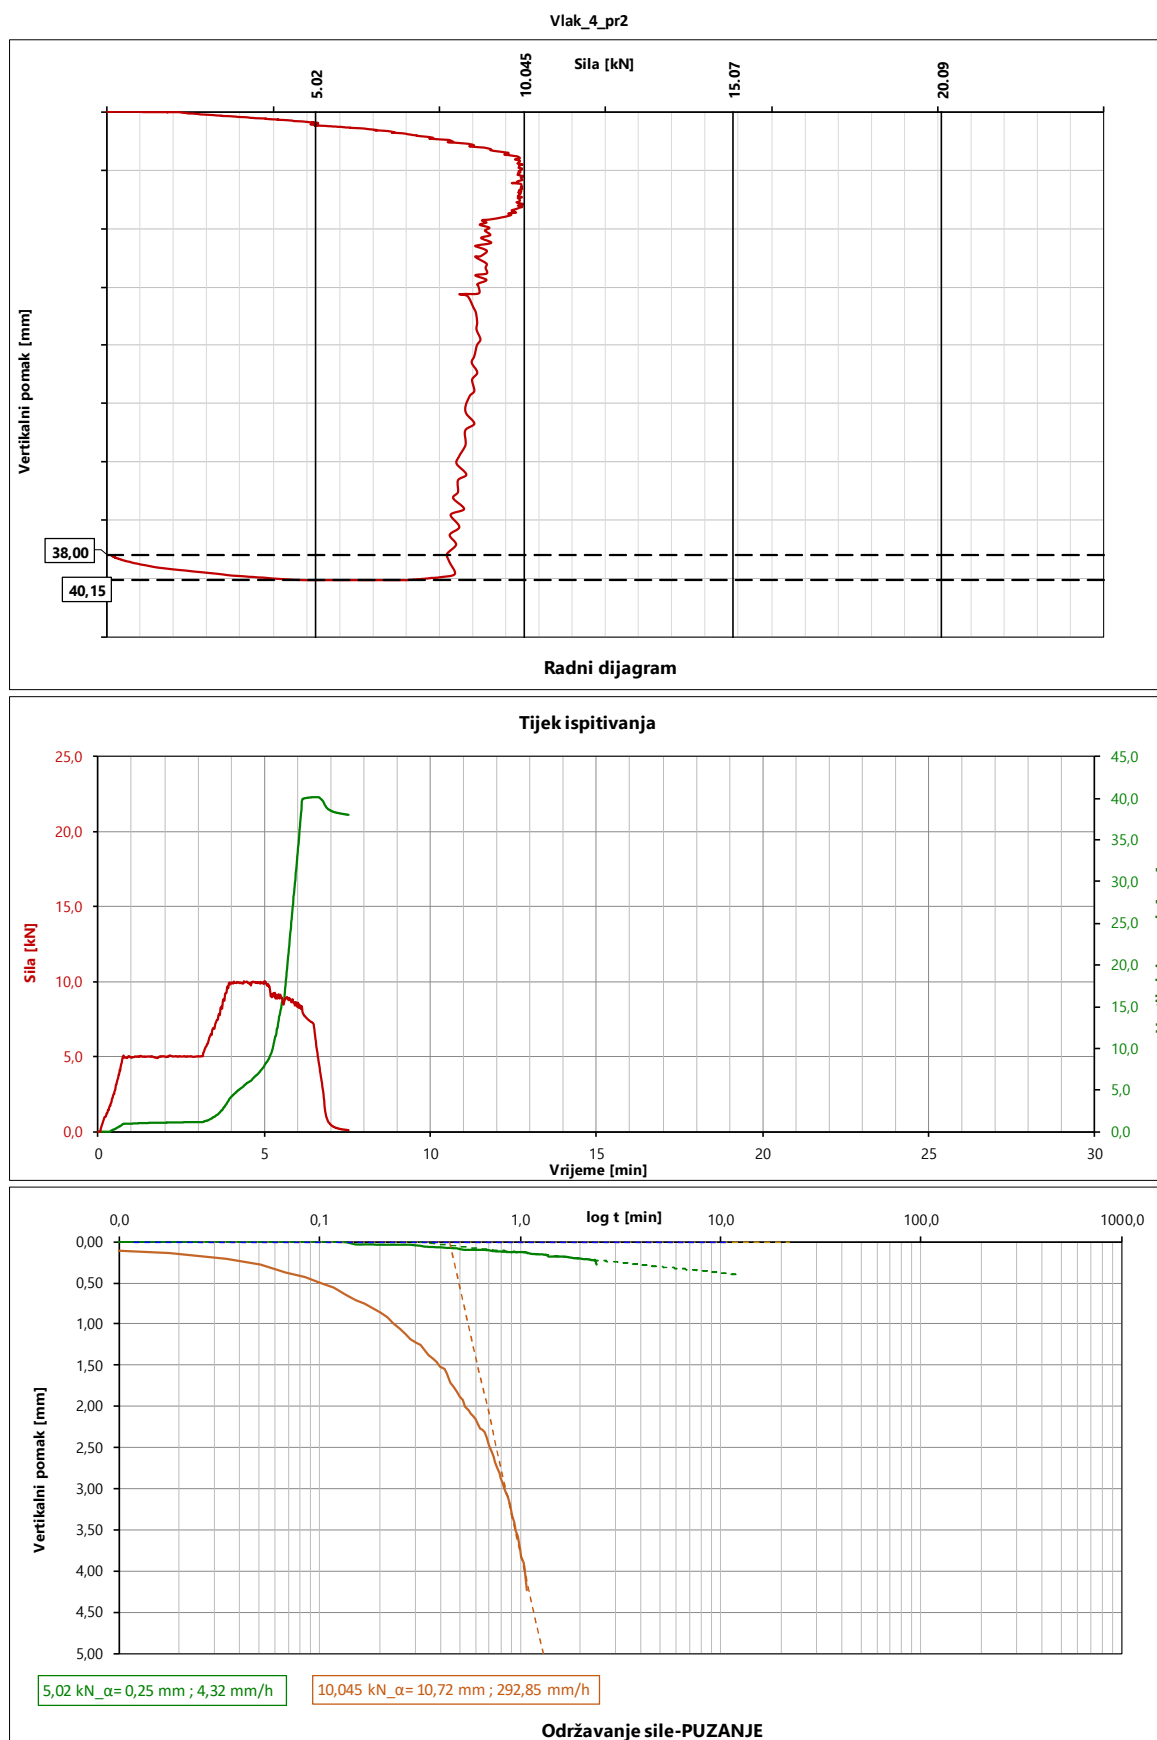 Vlak_4_pr2
Sila [kN]
5.02
10.045
15.07
20.09
Vertikalni pomak [mm]
38,00
40,15
Radni dijagram
Tijek ispitivanja
25,0
20,0
15,0
10,0
5,0
0,0
Sila [kN]
45,0
40,0
35,0
30,0
25,0
20,0
15,0
10,0
5,0
0,0
0 5 10 15 20 25 30
Vrijeme [min]
log t [min]
0,0 0,1 1,0 10,0 100,0 1000,0
0,00
0,50
1,00
1,50
2,00
2,50
3,00
3,50
4,00
4,50
5,00
Vertikalni pomak [mm]
5,02 kN_α= 0,25 mm ; 4,32 mm/h
10,045 kN_α= 10,72 mm ; 292,85 mm/h
Održavanje sile-PUZANJE